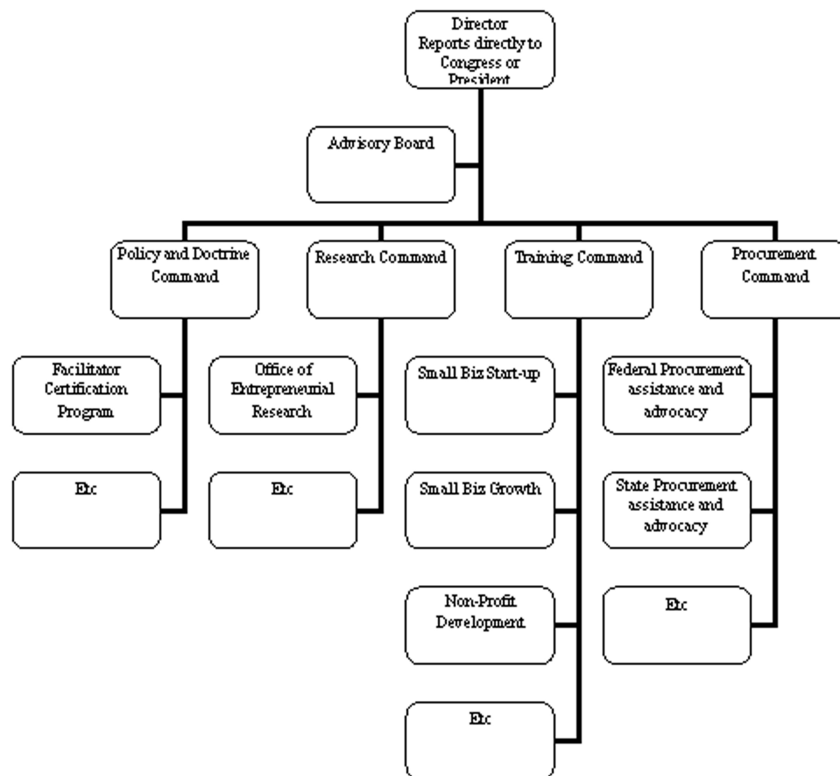 Director
Reports directly to
Congress or
President
Advisory Board
Policy and Doctrine
Command
Research Command
Training Command
Procurement
Command
Facilitator
Certification
Program
Office of
Entrepreneurial
Research
Small Biz Start-up
Federal Procurement
assistance and
advocacy
Etc
Etc
Small Biz Growth
State Procurement
assistance and
advocacy
Non-Profit
Development
Etc
Etc